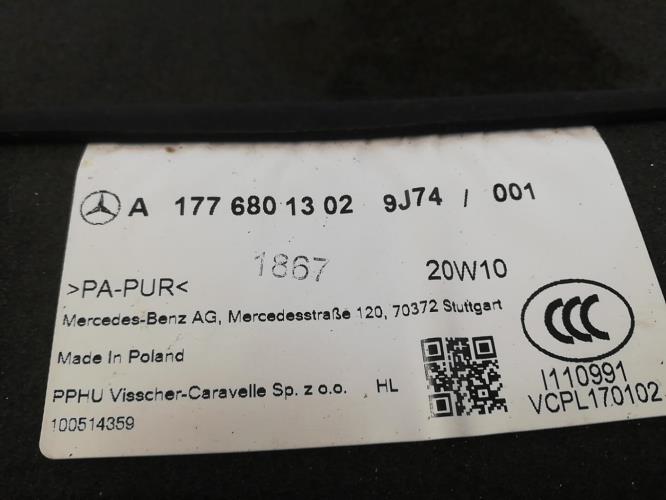 A 177 680 13 02 9J74 / 001
1867 20W10
>PA-PUR<
Mercedes-Benz AG, Mercedesstraße 120, 70372 Stuttgart
Made In Poland
CCC
PPHU Visscher-Caravelle Sp. z o.o. HL
I110991
100514359
VCPL170102